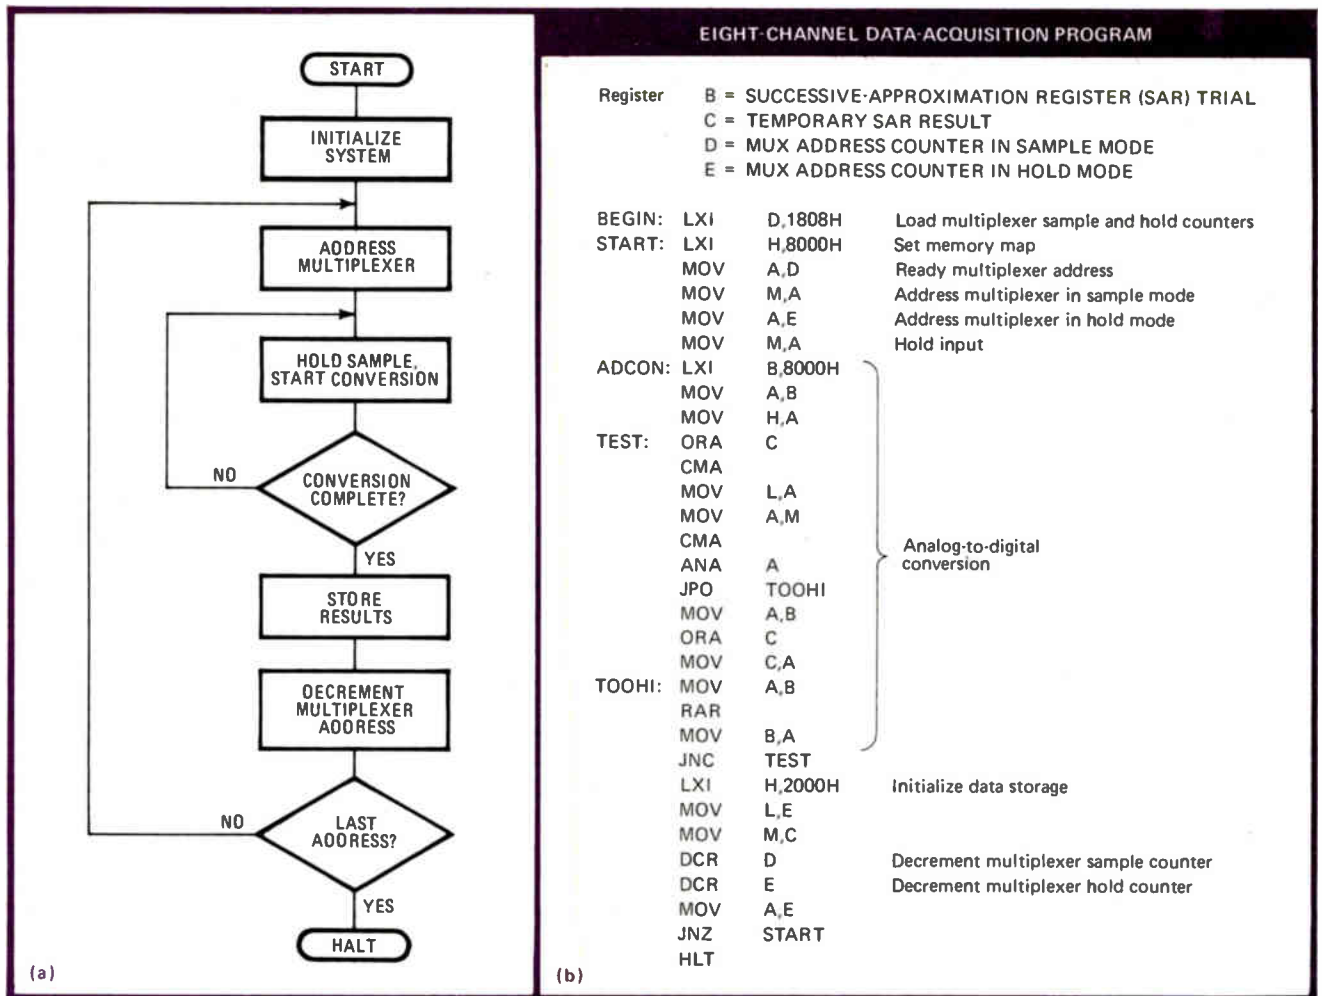 START
INITIALIZE
SYSTEM
ADDRESS
MULTIPLEXER
HOLD SAMPLE,
START CONVERSION
NO
CONVERSION
COMPLETE?
YES
STORE
RESULTS
DECREMENT
MULTIPLEXER
ADDRESS
NO
LAST
ADDRESS?
YES
HALT
(a)
EIGHT-CHANNEL DATA-ACQUISITION PROGRAM
Register B = SUCCESSIVE-APPROXIMATION REGISTER (SAR) TRIAL
C = TEMPORARY SAR RESULT
D = MUX ADDRESS COUNTER IN SAMPLE MODE
E = MUX ADDRESS COUNTER IN HOLD MODE
BEGIN: LXI D,1808H Load multiplexer sample and hold counters
START: LXI H,8000H Set memory map
MOV A,D Ready multiplexer address
MOV M,A Address multiplexer in sample mode
MOV A,E Address multiplexer in hold mode
MOV M,A Hold input
ADCON: LXI B,8000H
MOV A,B
MOV H,A
TEST: ORA C
CMA
MOV L,A
MOV A,M
CMA
Analog-to-digital
conversion
ANA A
JPO TOOHI
MOV A,B
ORA C
MOV C,A
TOOHI: MOV A,B
RAR
MOV B,A
JNC TEST
LXI H,2000H Initialize data storage
MOV L,E
MOV M,C
DCR D Decrement multiplexer sample counter
DCR E Decrement multiplexer hold counter
MOV A,E
JNZ START
HLT
(b)